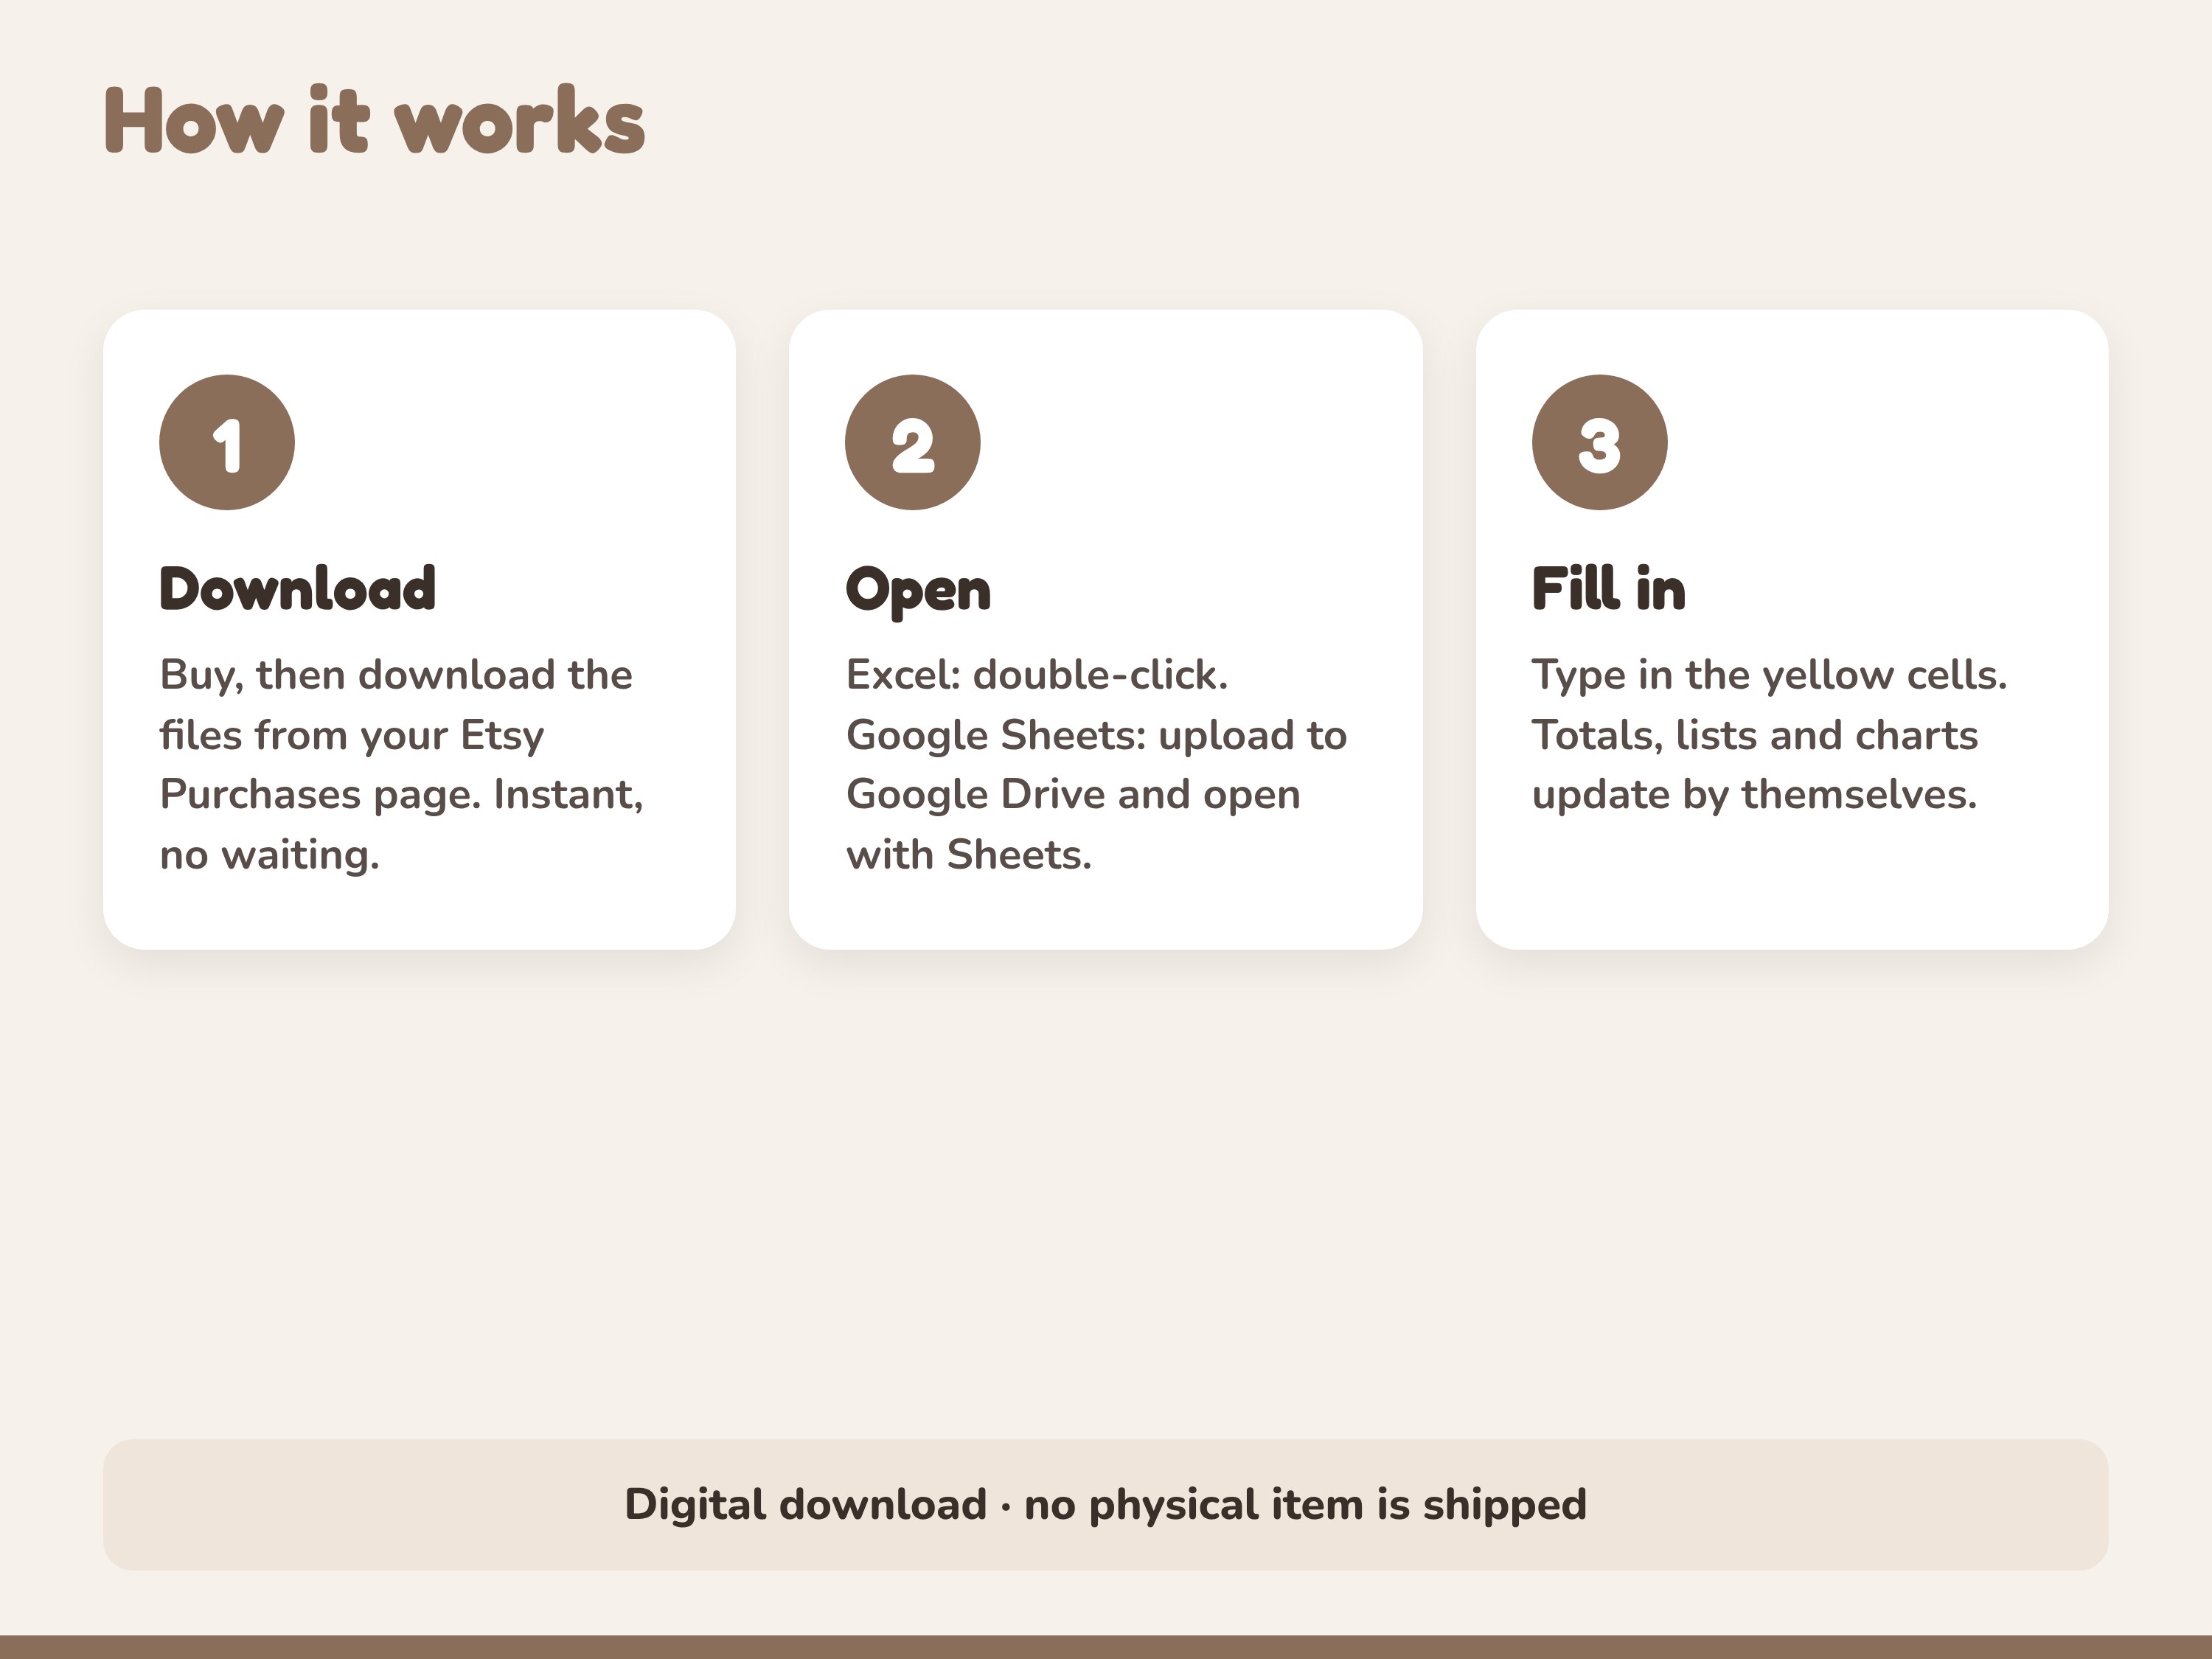 How it works
1
Download
Buy, then download the
files from your Etsy
Purchases page. Instant,
no waiting.
2
Open
Excel: double-click.
Google Sheets: upload to
Google Drive and open
with Sheets.
3
Fill in
Type in the yellow cells.
Totals, lists and charts
update by themselves.
Digital download · no physical item is shipped